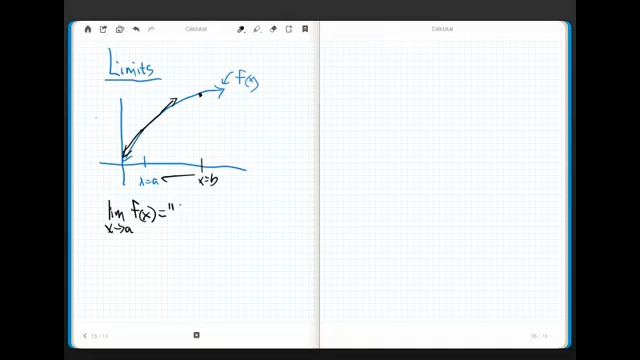 Calculus
Calculus
Limits
f(x)
x=a
x=b
lim f(x)="
x→a